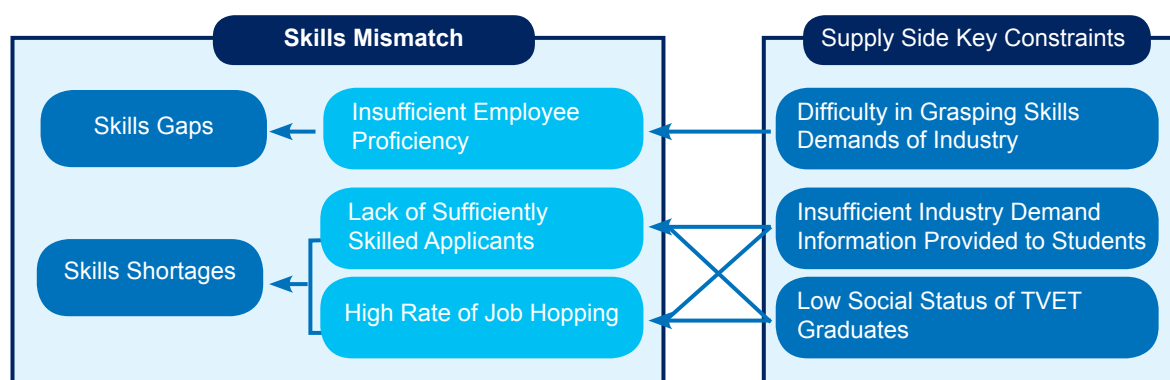 Skills Mismatch
Skills Gaps
Insufficient Employee
Proficiency
Skills Shortages
Lack of Sufficiently
Skilled Applicants
High Rate of Job Hopping
Supply Side Key Constraints
Difficulty in Grasping Skills
Demands of Industry
Insufficient Industry Demand
Information Provided to Students
Low Social Status of TVET
Graduates